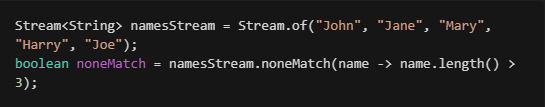 Stream<String> namesStream = Stream.of("John", "Jane", "Mary",
"Harry", "Joe");
boolean noneMatch = namesStream.noneMatch(name -> name.length() >
3);